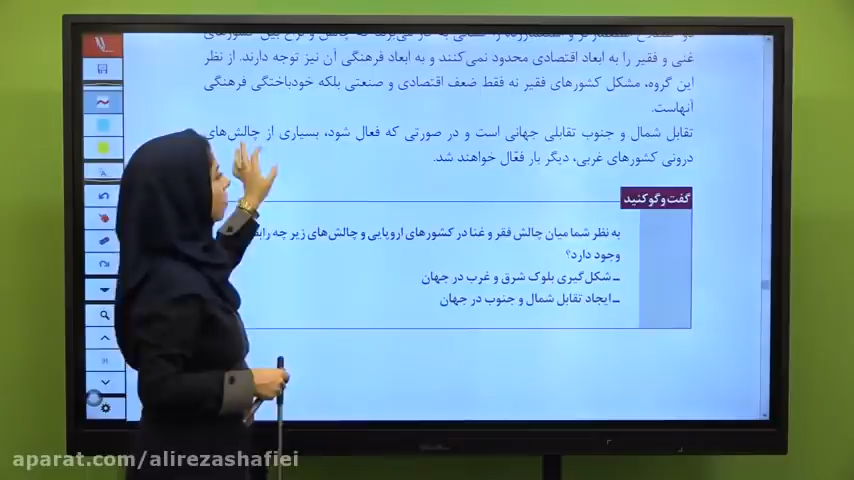 غنی و فقیر را به ابعاد اقتصادی محدود نمی‌کنند و به ابعاد فرهنگی آن نیز توجه دارند. از نظر
این گروه، مشکل کشورهای فقیر نه فقط ضعف اقتصادی و صنعتی بلکه خودباختگی فرهنگی
آنهاست.
تقابل شمال و جنوب تقابلی جهانی است و در صورتی که فعال شود، بسیاری از چالش‌های
درونی کشورهای غربی، دیگر بار فعّال خواهند شد.
گفت‌وگو کنید
به نظر شما میان چالش فقر و غنا در کشورهای اروپایی و چالش‌های زیر چه
وجود دارد؟
ــ شکل‌گیری بلوک شرق و غرب در جهان
ــ ایجاد تقابل شمال و جنوب در جهان
aparat.com/alirezashafiei